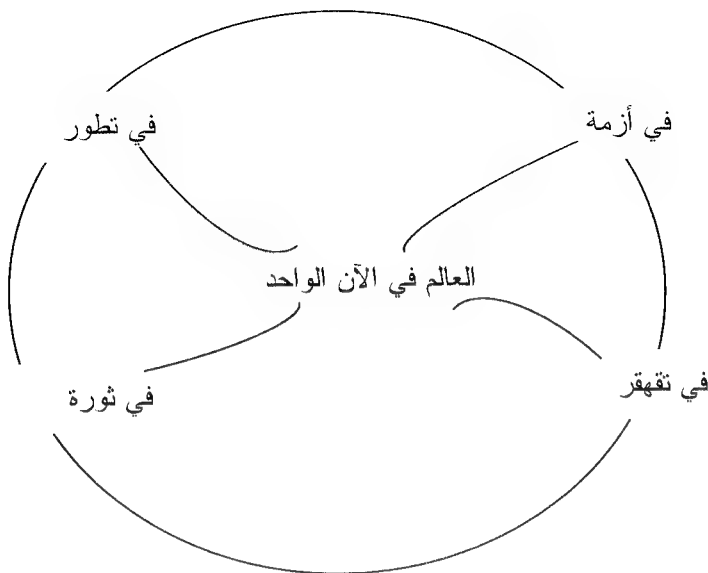 في أزمة
في تطور
العالم في الآن الواحد
في تقهقر
في ثورة